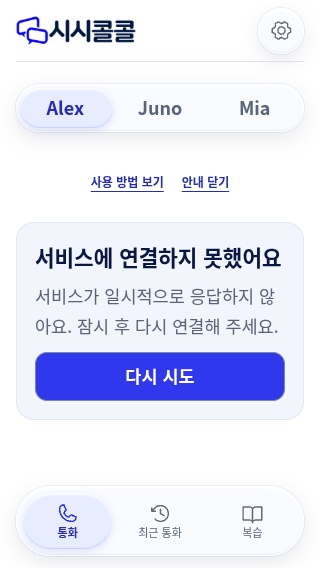 시시콜콜
Alex Juno Mia
사용 방법 보기 안내 닫기
서비스에 연결하지 못했어요
서비스가 일시적으로 응답하지 않
아요. 잠시 후 다시 연결해 주세요.
다시 시도
통화 최근 통화 복습